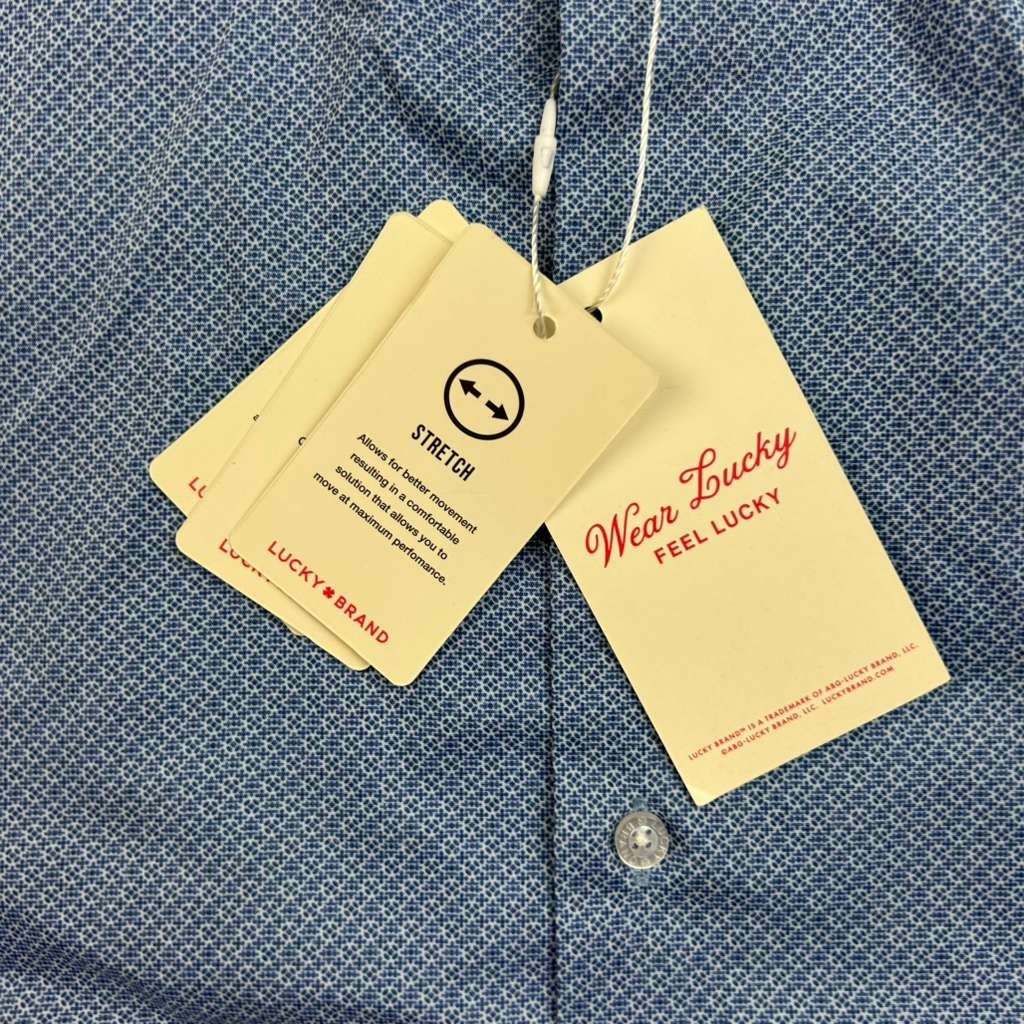 STRETCH
Allows for better movement
resulting in a comfortable
solution that allows you to
move at maximum perfomance.
LUCKY BRAND
LU
LUCK
Wear Lucky
FEEL LUCKY
LUCKY BRAND™ IS A TRADEMARK OF ABG-LUCKY BRAND, LLC.
©ABG-LUCKY BRAND, LLC. LUCKYBRAND.COM